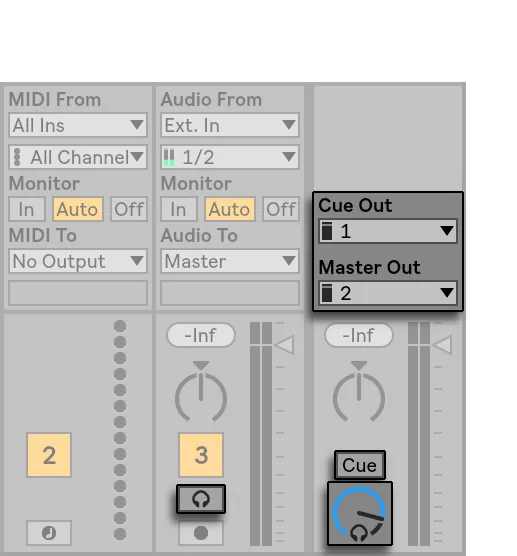 MIDI From
All Ins
All Channel
Monitor
In Auto Off
MIDI To
No Output
2
Audio From
Ext. In
1/2
Monitor
In Auto Off
Audio To
Master
-Inf
3
Cue Out
1
Master Out
2
-Inf
Cue